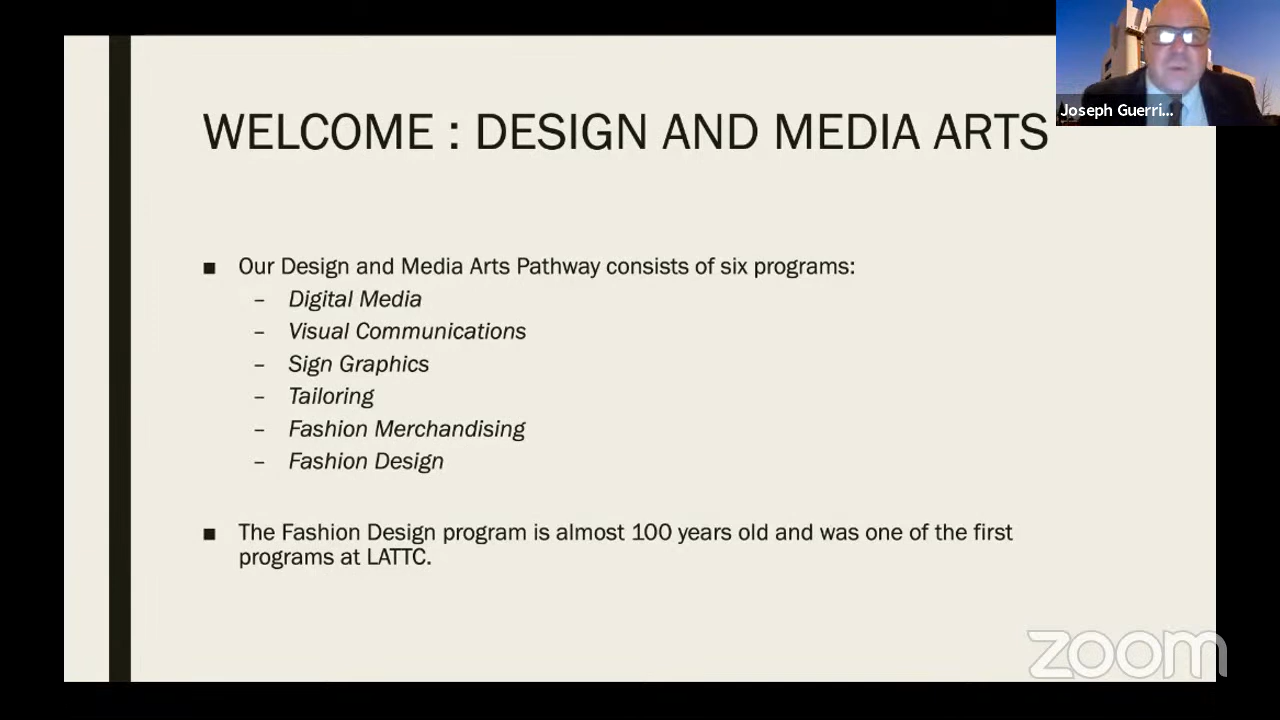 WELCOME : DESIGN AND MEDIA ARTS
Joseph Guerri...
■ Our Design and Media Arts Pathway consists of six programs:
– Digital Media
– Visual Communications
– Sign Graphics
– Tailoring
– Fashion Merchandising
– Fashion Design
■ The Fashion Design program is almost 100 years old and was one of the first
programs at LATTC.
zoom